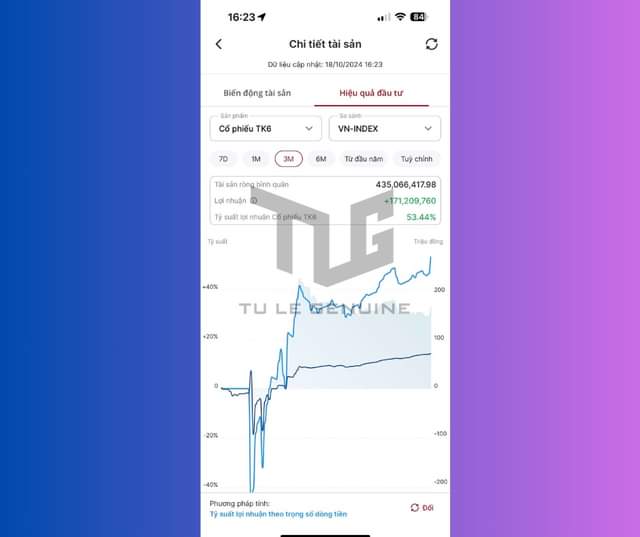 16:23
84
Chi tiết tài sản
Dữ liệu cập nhật: 18/10/2024 16:23
Biến động tài sản
Hiệu quả đầu tư
Sản phẩm
So sánh
Cổ phiếu TK6
VN-INDEX
7D
1M
3M
6M
Từ đầu năm
Tuỳ chỉnh
Tài sản ròng bình quân
435,066,417.98
Lợi nhuận
+171,209,760
Tỷ suất lợi nhuận Cổ phiếu TK6
53.44%
TLG
Tỷ suất
Triệu đồng
+40%
200
TU LE GENUINE
+20%
100
0
0
-20%
-100
-40%
-200
Phương pháp tính:
Tỷ suất lợi nhuận theo trọng số dòng tiền
Đổi